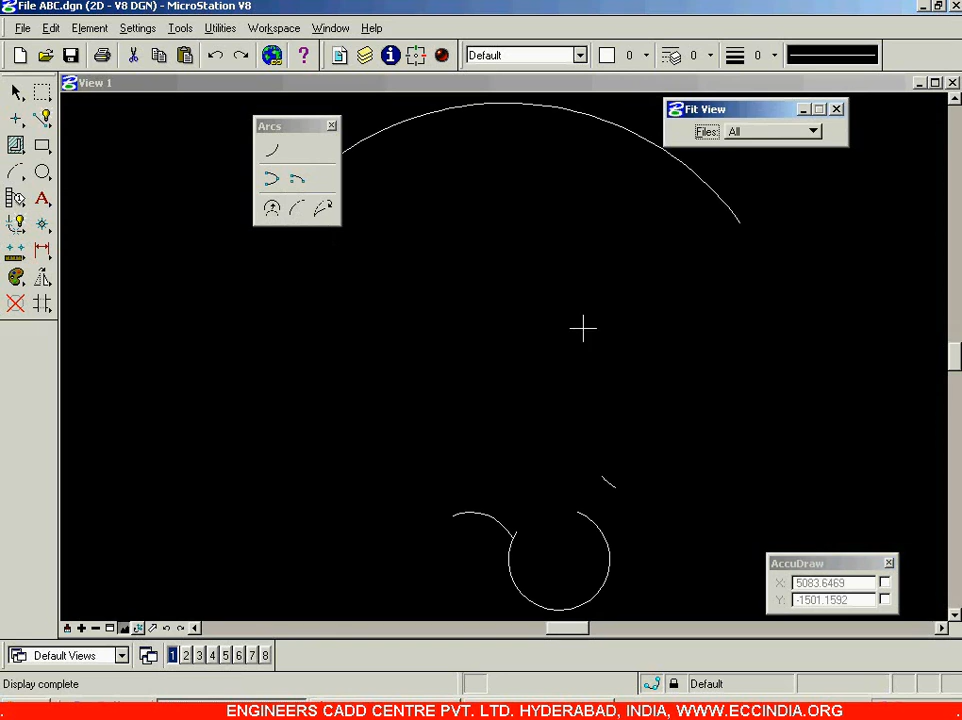 File ABC.dgn (2D - V8 DGN) - MicroStation V8
File Edit Element Settings Tools Utilities Workspace Window Help
Default 0 0 0
View 1
Arcs
Fit View
Files: All
AccuDraw
X: 5083.6469
Y: -1501.1592
Default Views 1 2 3 4 5 6 7 8
Display complete Default
ENGINEERS CADD CENTRE PVT. LTD. HYDERABAD, INDIA, WWW.ECCINDIA.ORG